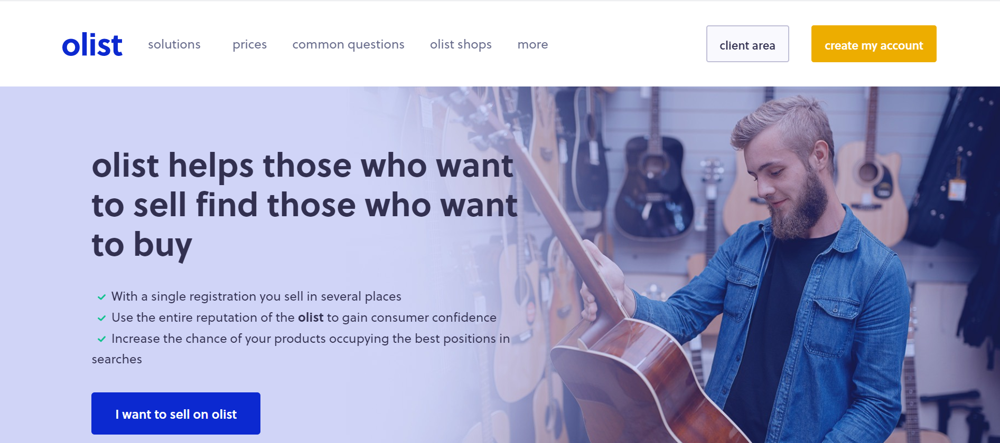 olist solutions prices common questions olist shops more client area create my account
olist helps those who want
to sell find those who want
to buy
With a single registration you sell in several places
Use the entire reputation of the olist to gain consumer confidence
Increase the chance of your products occupying the best positions in
searches
I want to sell on olist